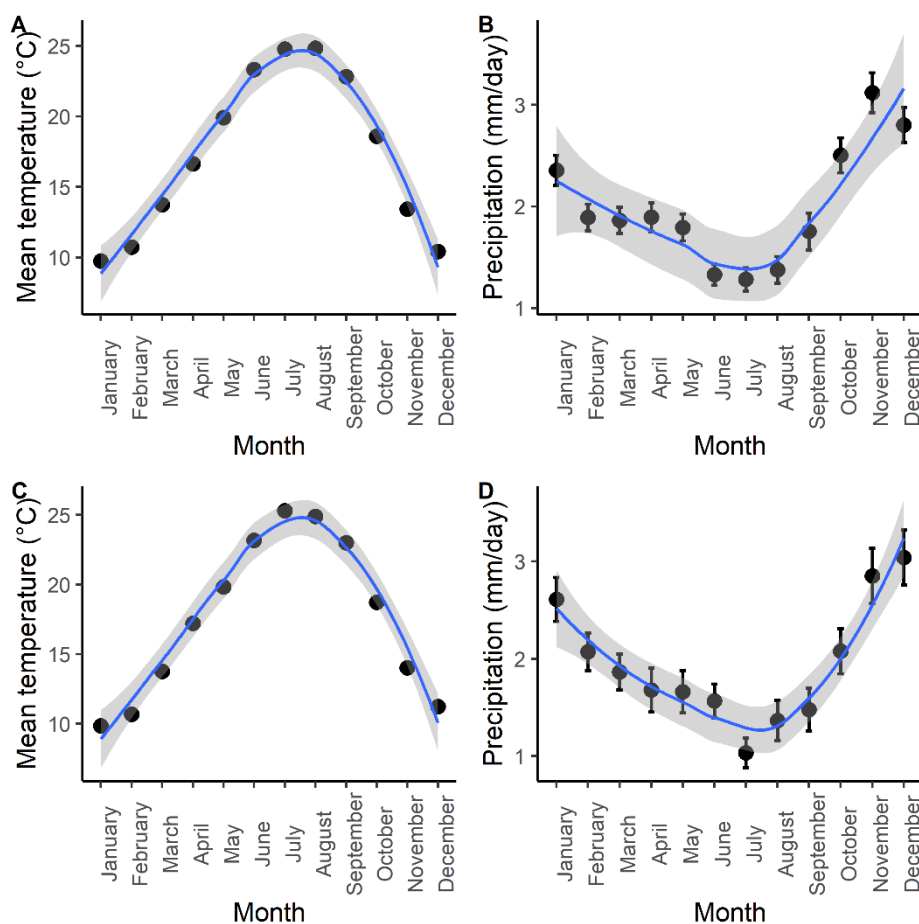 A
Mean temperature (°C)
25
20
15
10
January
February
March
April
May
June
July
August
September
October
November
December
Month
B
Precipitation (mm/day)
3
2
1
January
February
March
April
May
June
July
August
September
October
November
December
Month
C
Mean temperature (°C)
25
20
15
10
January
February
March
April
May
June
July
August
September
October
November
December
Month
D
Precipitation (mm/day)
3
2
1
January
February
March
April
May
June
July
August
September
October
November
December
Month